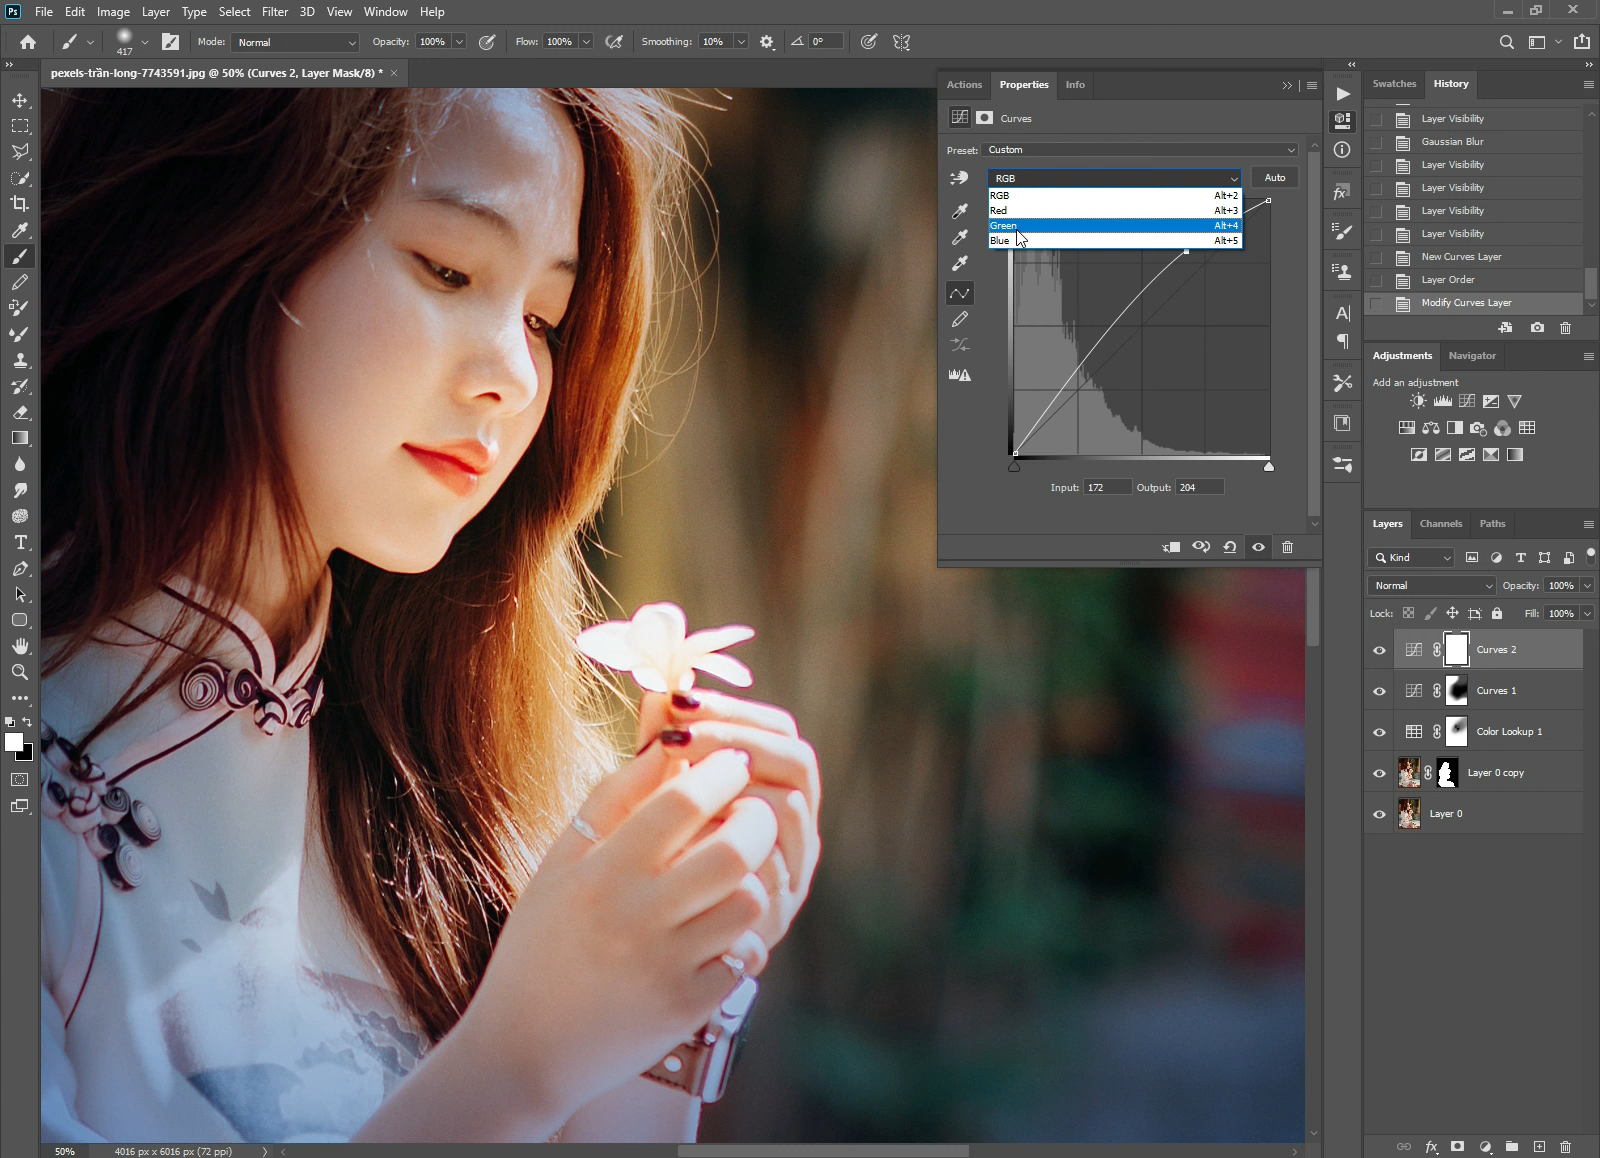 Ps File Edit Image Layer Type Select Filter 3D View Window Help
417 Mode: Normal Opacity: 100% Flow: 100% Smoothing: 10% 0°
pexels-trần-long-7743591.jpg @ 50% (Curves 2, Layer Mask/8) * ×
Actions Properties Info
Curves
Preset: Custom
RGB Auto
RGB Alt+2
Red Alt+3
Green Alt+4
Blue Alt+5
Input: 172 Output: 204
Swatches History
Layer Visibility
Gaussian Blur
Layer Visibility
Layer Visibility
Layer Visibility
Layer Visibility
New Curves Layer
Layer Order
Modify Curves Layer
Adjustments Navigator
Add an adjustment
Layers Channels Paths
Kind
Normal Opacity: 100%
Lock: Fill: 100%
Curves 2
Curves 1
Color Lookup 1
Layer 0 copy
Layer 0
fx
50% 4016 px x 6016 px (72 ppi)